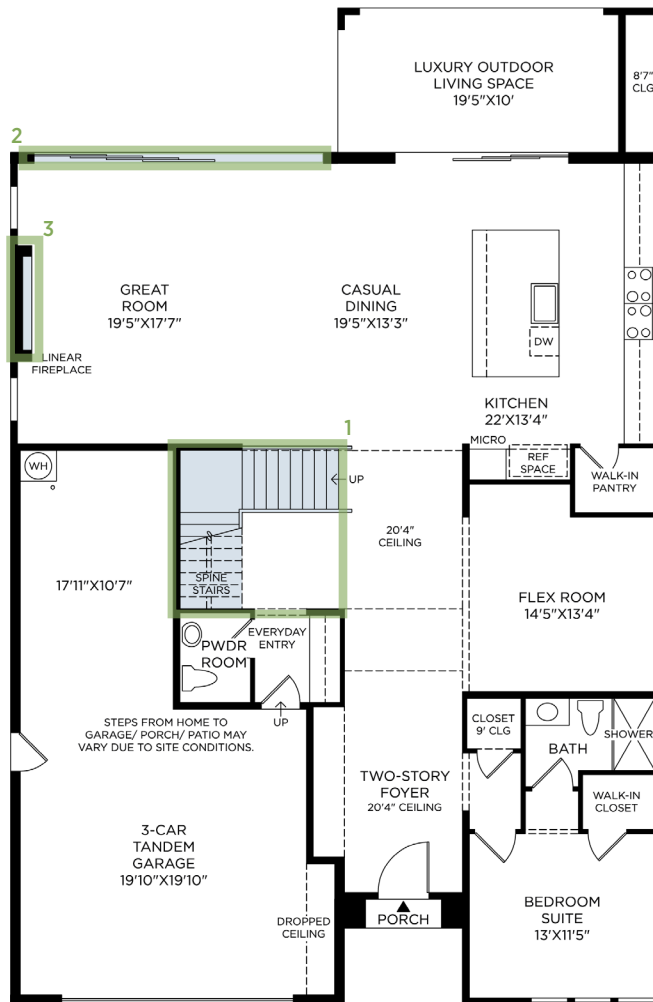 LUXURY OUTDOOR
LIVING SPACE
19'5"X10'
8'7"
CLG
2
3
GREAT
ROOM
19'5"X17'7"
CASUAL
DINING
19'5"X13'3"
DW
LINEAR
FIREPLACE
KITCHEN
22'X13'4"
1
MICRO
REF
SPACE
WALK-IN
PANTRY
WH
UP
20'4"
CEILING
17'11"X10'7"
SPINE
STAIRS
FLEX ROOM
14'5"X13'4"
PWDR
ROOM
EVERYDAY
ENTRY
UP
STEPS FROM HOME TO
GARAGE/ PORCH/ PATIO MAY
VARY DUE TO SITE CONDITIONS.
CLOSET
9' CLG
BATH
SHOWER
TWO-STORY
FOYER
20'4" CEILING
WALK-IN
CLOSET
3-CAR
TANDEM
GARAGE
19'10"X19'10"
DROPPED
CEILING
PORCH
BEDROOM
SUITE
13'X11'5"